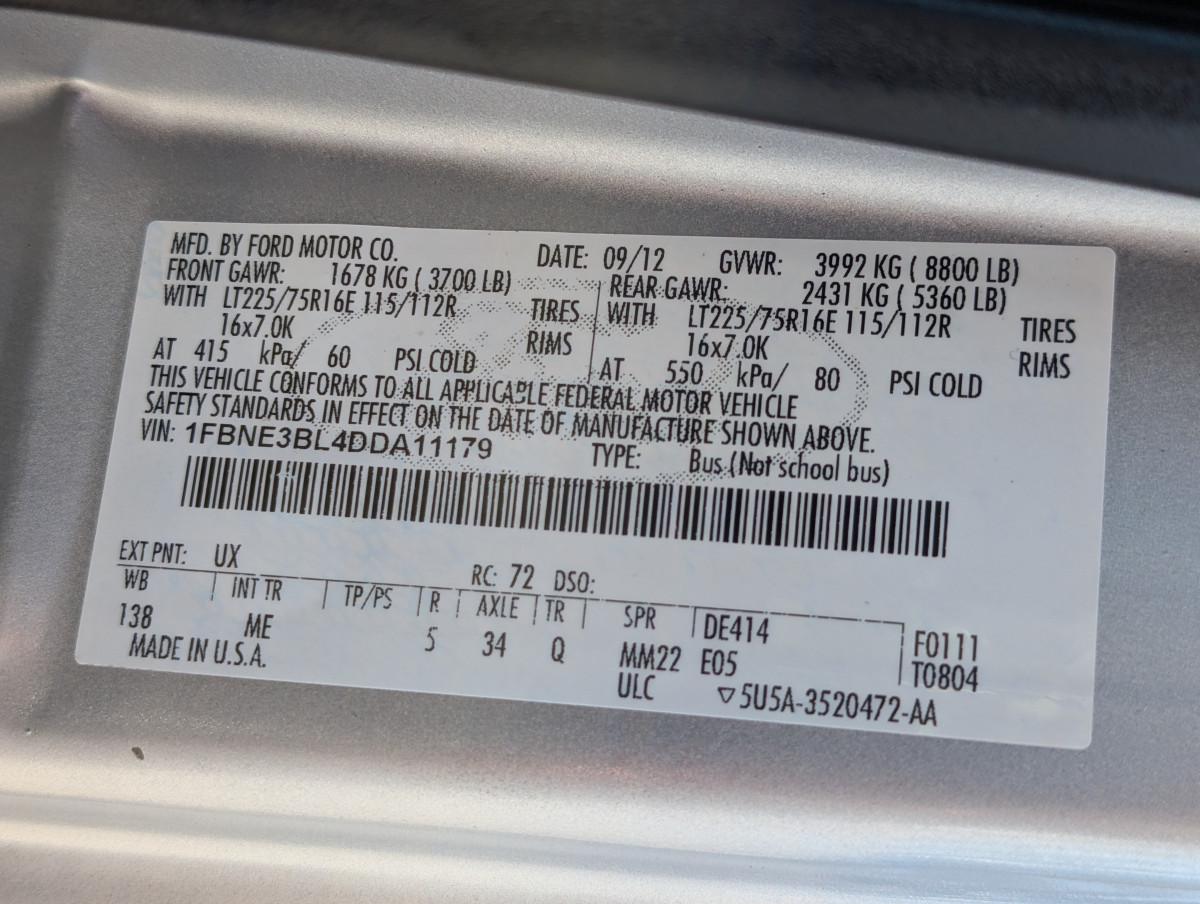 MFD. BY FORD MOTOR CO. DATE: 09/12 GVWR: 3992 KG ( 8800 LB)
FRONT GAWR: 1678 KG ( 3700 LB) REAR GAWR: 2431 KG ( 5360 LB)
WITH LT225/75R16E 115/112R TIRES WITH LT225/75R16E 115/112R TIRES
16x7.0K RIMS 16x7.0K RIMS
AT 415 kPa/ 60 PSI COLD AT 550 kPa/ 80 PSI COLD
THIS VEHICLE CONFORMS TO ALL APPLICABLE FEDERAL MOTOR VEHICLE
SAFETY STANDARDS IN EFFECT ON THE DATE OF MANUFACTURE SHOWN ABOVE.
VIN: 1FBNE3BL4DDA11179 TYPE: Bus (Not school bus)
EXT PNT: UX RC: 72 DSO:
WB INT TR TP/PS R AXLE TR SPR DE414 F0111
138 ME 5 34 Q MM22 E05 T0804
MADE IN U.S.A. ULC ▽5U5A-3520472-AA